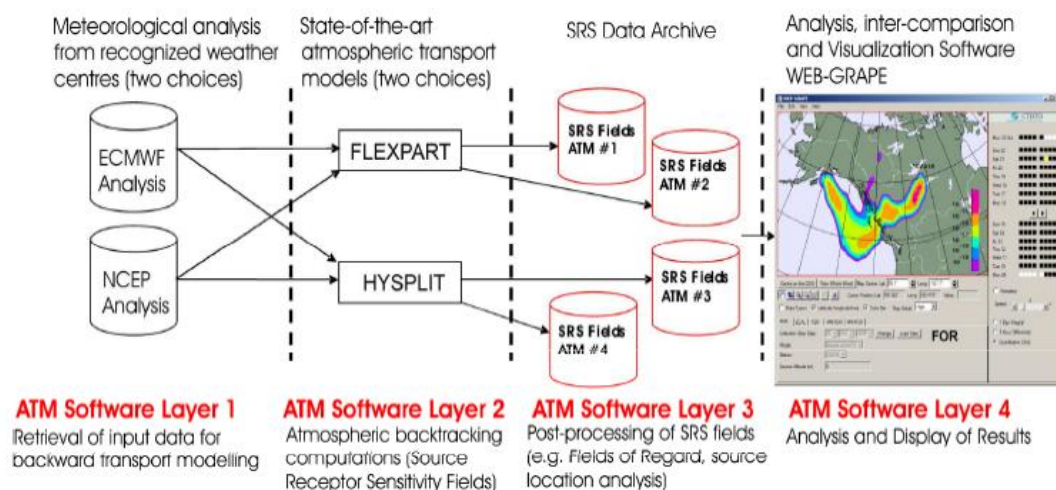 Meteorological analysis
from recognized weather
centres (two choices)
State-of-the-art
atmospheric transport
models (two choices)
SRS Data Archive
Analysis, inter-comparison
and Visualization Software
WEB-GRAPE
ECMWF
Analysis
NCEP
Analysis
FLEXPART
HYSPLIT
SRS Fields
ATM #1
SRS Fields
ATM #2
SRS Fields
ATM #3
SRS Fields
ATM #4
FOR
ATM Software Layer 1
Retrieval of input data for
backward transport modelling
ATM Software Layer 2
Atmospheric backtracking
computations (Source
Receptor Sensitivity Fields)
ATM Software Layer 3
Post-processing of SRS fields
(e.g. Fields of Regard, source
location analysis)
ATM Software Layer 4
Analysis and Display of Results